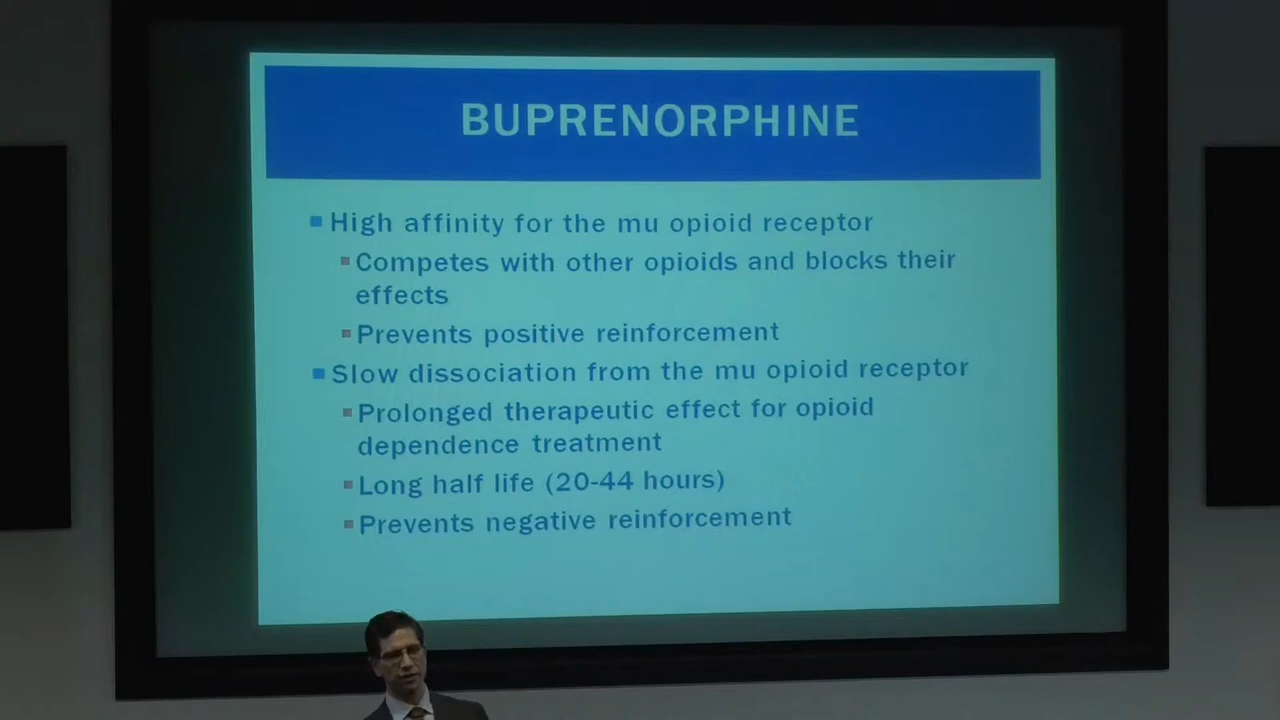 BUPRENORPHINE
High affinity for the mu opioid receptor
Competes with other opioids and blocks their
effects
Prevents positive reinforcement
Slow dissociation from the mu opioid receptor
Prolonged therapeutic effect for opioid
dependence treatment
Long half life (20-44 hours)
Prevents negative reinforcement